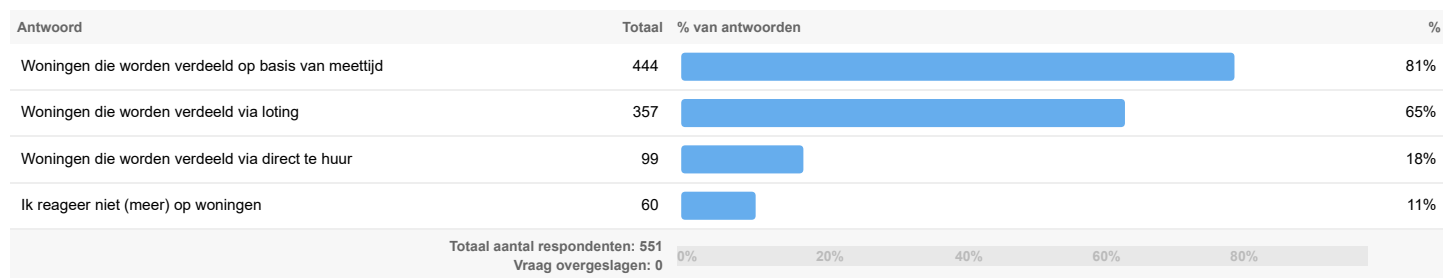 Antwoord Totaal % van antwoorden %
Woningen die worden verdeeld op basis van meettijd 444 81%
Woningen die worden verdeeld via loting 357 65%
Woningen die worden verdeeld via direct te huur 99 18%
Ik reageer niet (meer) op woningen 60 11%
Totaal aantal respondenten: 551
Vraag overgeslagen: 0
0% 20% 40% 60% 80%